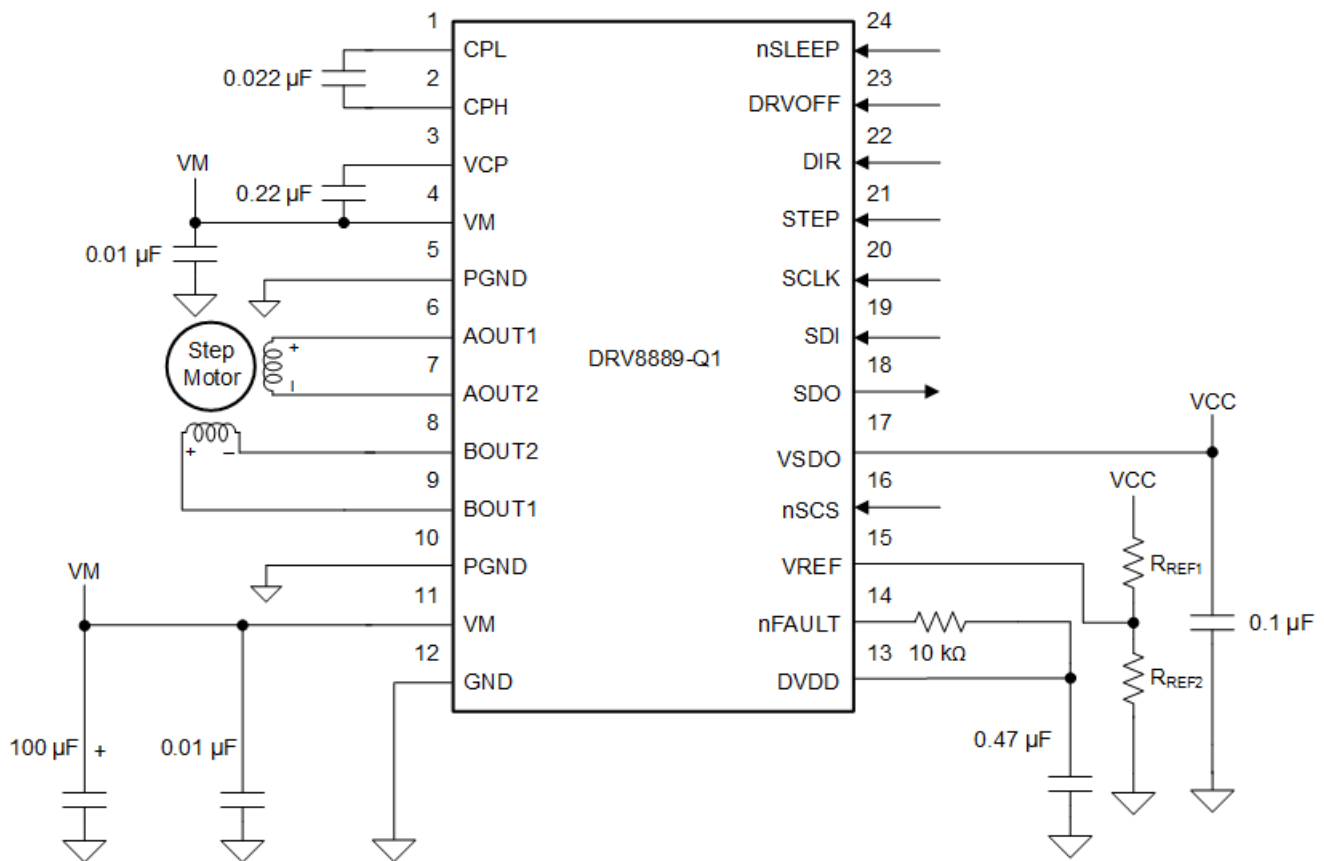 1
CPL
2
CPH
0.022 µF
3
VCP
VM
0.22 µF
4
VM
0.01 µF
5
PGND
6
AOUT1
+
Step
Motor
7
–
AOUT2
8
BOUT2
+ –
9
BOUT1
10
PGND
VM
11
VM
12
GND
100 µF +
0.01 µF
DRV8889-Q1
24
nSLEEP
23
DRVOFF
22
DIR
21
STEP
20
SCLK
19
SDI
18
SDO
17
VSDO
VCC
16
nSCS
VCC
15
VREF
RREF1
14
nFAULT
10 kΩ
0.1 µF
13
DVDD
RREF2
0.47 µF